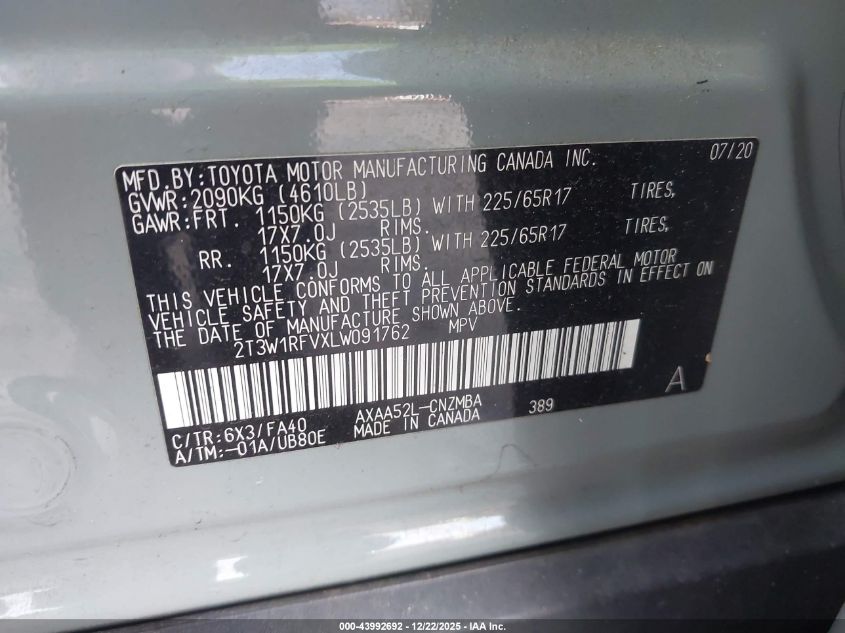 MFD.BY:TOYOTA MOTOR MANUFACTURING CANADA INC. 07/20
GVWR:2090KG (4610LB)
GAWR:FRT. 1150KG (2535LB) WITH 225/65R17 TIRES,
17X7.0J RIMS.
RR. 1150KG (2535LB) WITH 225/65R17 TIRES,
17X7.0J RIMS.
THIS VEHICLE CONFORMS TO ALL APPLICABLE FEDERAL MOTOR
VEHICLE SAFETY AND THEFT PREVENTION STANDARDS IN EFFECT ON
THE DATE OF MANUFACTURE SHOWN ABOVE.
2T3W1RFVXLW091762 MPV
A
C/TR:6X3/FA40 AXAA52L-CNZMBA 389
A/TM:-01A/UB80E MADE IN CANADA
000-43992692 - 12/22/2025 - IAA Inc.